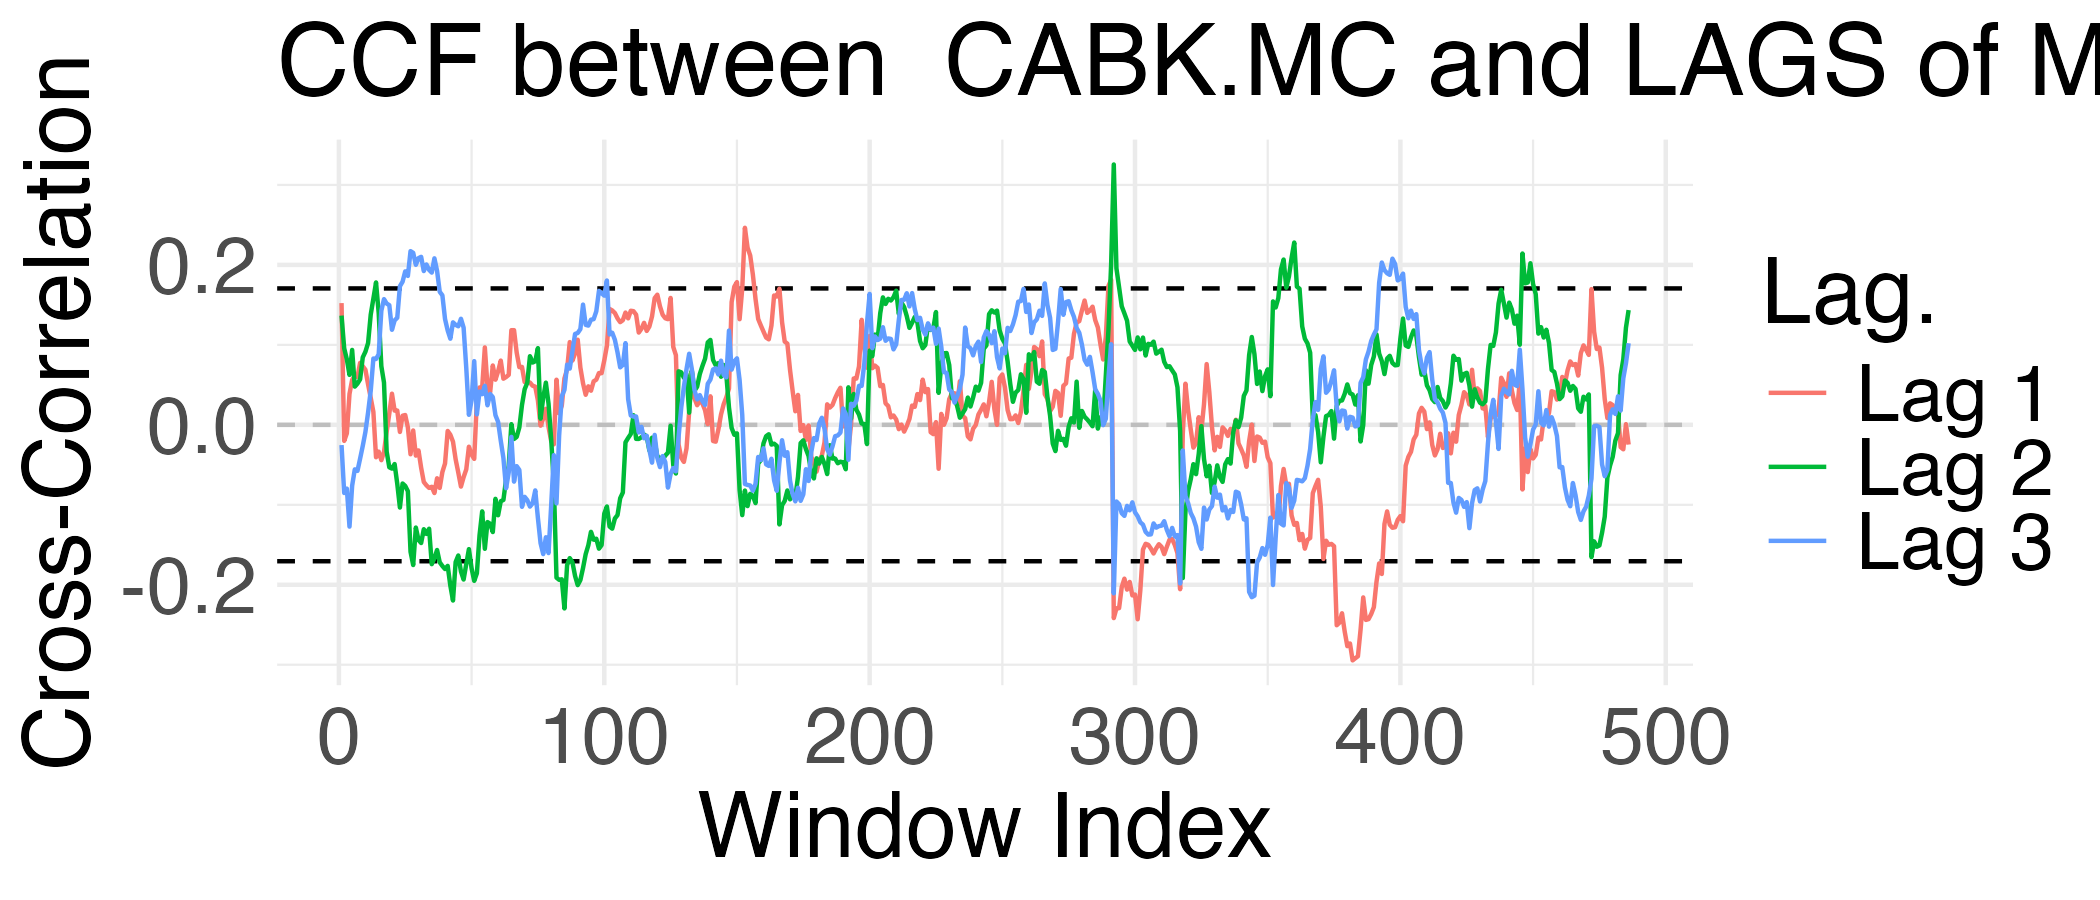 CCF between  CABK.MC and LAGS of M
Cross-Correlation
0.2
0.0
-0.2
0
100
200
300
400
500
Window Index
Lag.
Lag 1
Lag 2
Lag 3